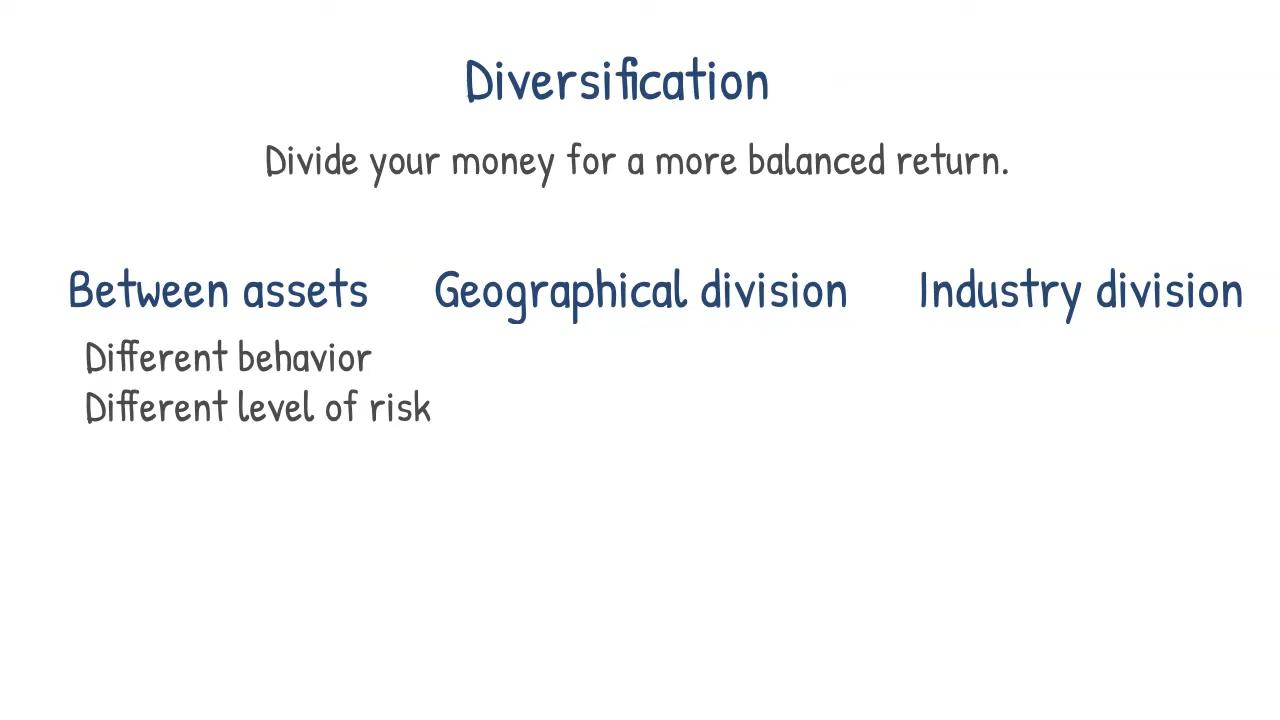 Diversification
Divide your money for a more balanced return.
Between assets
Different behavior
Different level of risk
Geographical division
Industry division